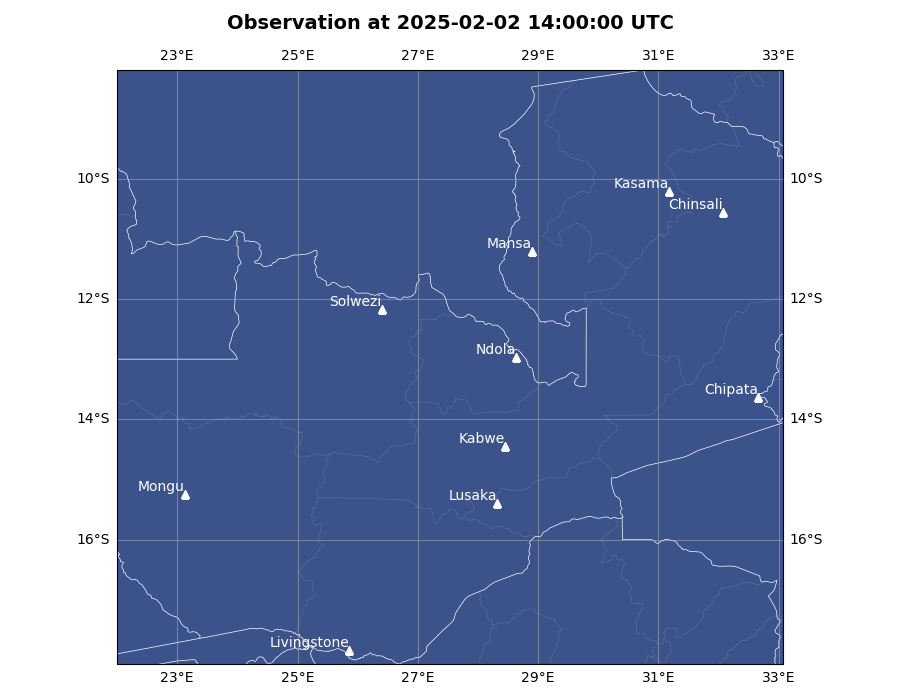 Observation at 2025-02-02 14:00:00 UTC
23°E 25°E 27°E 29°E 31°E 33°E
10°S 10°S
Kasama
Chinsali
Mansa
12°S 12°S
Solwezi
Ndola
Chipata
14°S 14°S
Kabwe
Mongu
Lusaka
16°S 16°S
Livingstone
23°E 25°E 27°E 29°E 31°E 33°E